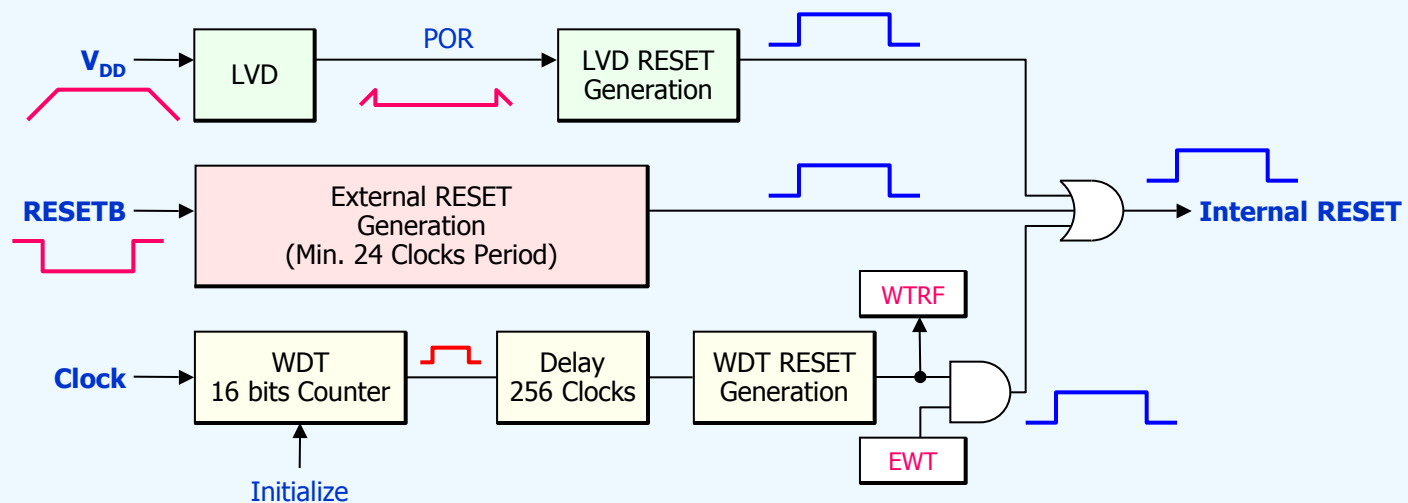 V_DD
LVD
POR
LVD RESET
Generation
RESETB
External RESET
Generation
(Min. 24 Clocks Period)
Internal RESET
WTRF
Clock
WDT
16 bits Counter
Delay
256 Clocks
WDT RESET
Generation
EWT
Initialize